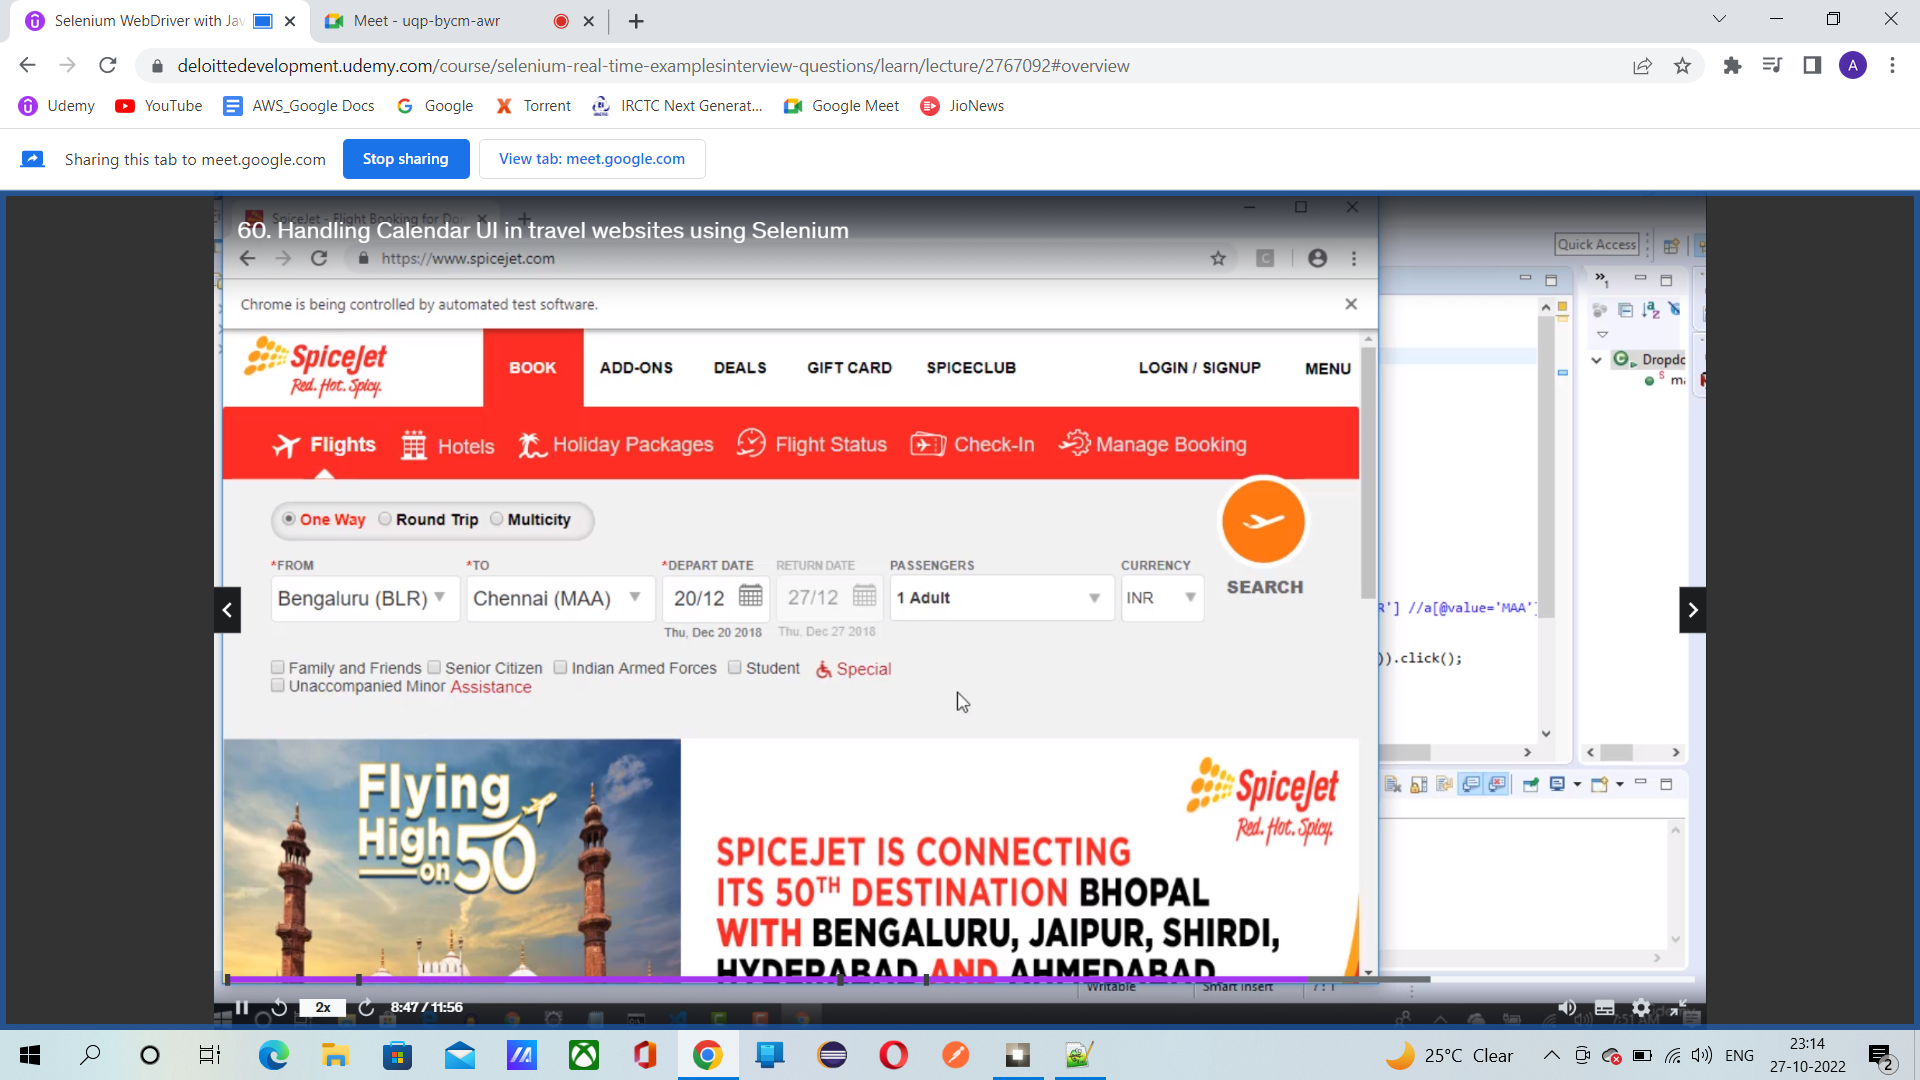 Selenium WebDriver with Jav
Meet - uqp-bycm-awr
deloittedevelopment.udemy.com/course/selenium-real-time-examplesinterview-questions/learn/lecture/2767092#overview
A
Udemy
YouTube
AWS_Google Docs
Google
Torrent
IRCTC Next Generat...
Google Meet
JioNews
Sharing this tab to meet.google.com
Stop sharing
View tab: meet.google.com
SpiceJet - Flight Booking for Do
60. Handling Calendar UI in travel websites using Selenium
Quick Access
https://www.spicejet.com
Chrome is being controlled by automated test software.
SpiceJet
Red. Hot. Spicy.
BOOK
ADD-ONS
DEALS
GIFT CARD
SPICECLUB
LOGIN / SIGNUP
MENU
Dropdc
ma
Flights
Hotels
Holiday Packages
Flight Status
Check-In
Manage Booking
One Way
Round Trip
Multicity
*FROM
*TO
*DEPART DATE
RETURN DATE
PASSENGERS
CURRENCY
SEARCH
Bengaluru (BLR)
Chennai (MAA)
20/12
27/12
1 Adult
INR
R'] //a[@value='MAA'
Thu, Dec 20 2018
Thu, Dec 27 2018
)).click();
Family and Friends
Senior Citizen
Indian Armed Forces
Student
Special
Unaccompanied Minor
Assistance
Flying
High
on 50
SpiceJet
Red. Hot. Spicy.
SPICEJET IS CONNECTING
ITS 50TH DESTINATION BHOPAL
WITH BENGALURU, JAIPUR, SHIRDI,
HYDERABAD AND AHMEDABAD
Writable
Smart Insert
7 : 1
2x
8:47 / 11:56
25°C Clear
ENG
23:14
27-10-2022
2